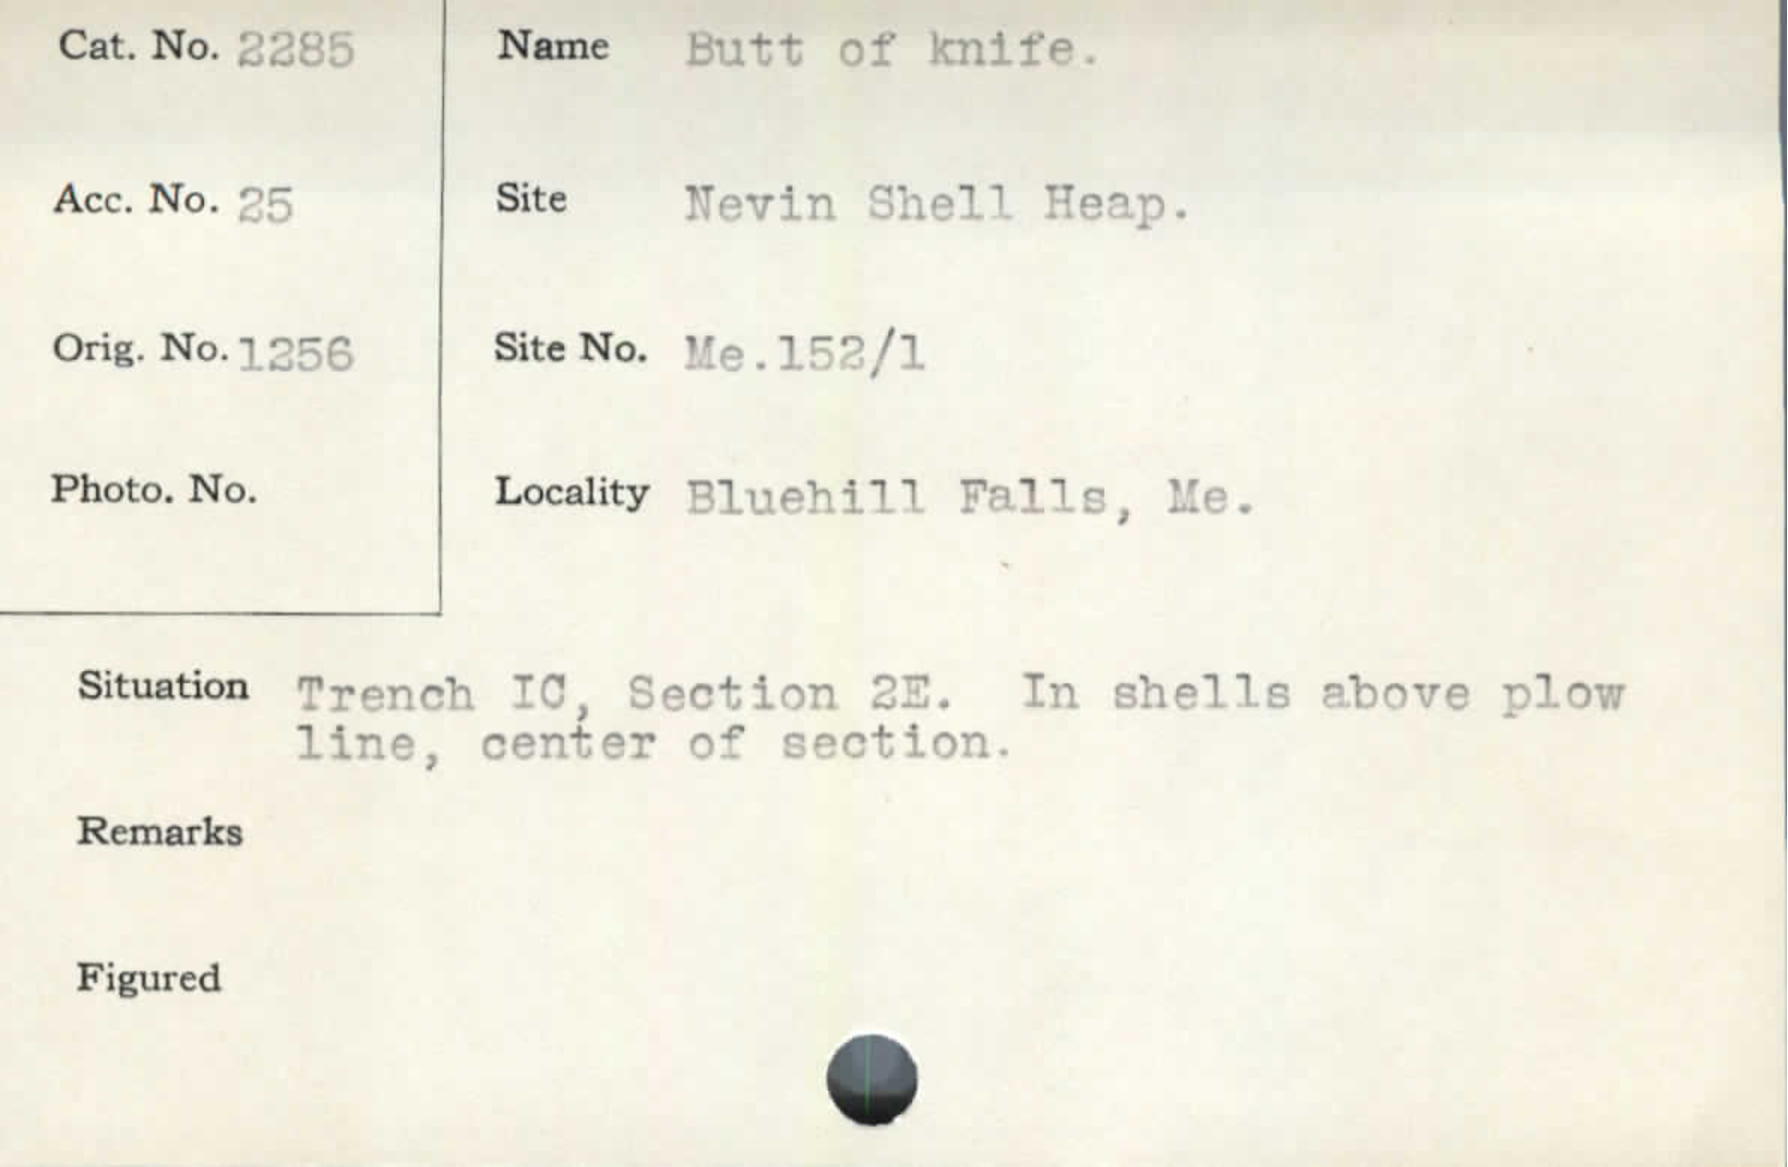 Cat. No. 2285
Name Butt of knife.
Acc. No. 25
Site Nevin Shell Heap.
Orig. No. 1256
Site No. Me.152/1
Photo. No.
Locality Bluehill Falls, Me.
Situation Trench IC, Section 2E. In shells above plow
line, center of section.
Remarks
Figured